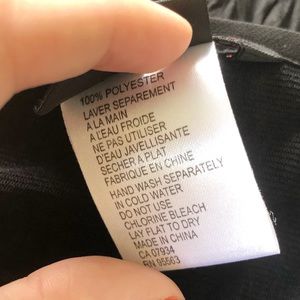 100% POLYESTER
LAVER SEPAREMENT
A LA MAIN
A L'EAU FROIDE
NE PAS UTILISER
D'EAU JAVELLISANTE
SECHER A PLAT
FABRIQUE EN CHINE
HAND WASH SEPARATELY
IN COLD WATER
DO NOT USE
CHLORINE BLEACH
LAY FLAT TO DRY
MADE IN CHINA
CA 07934
RN 95563